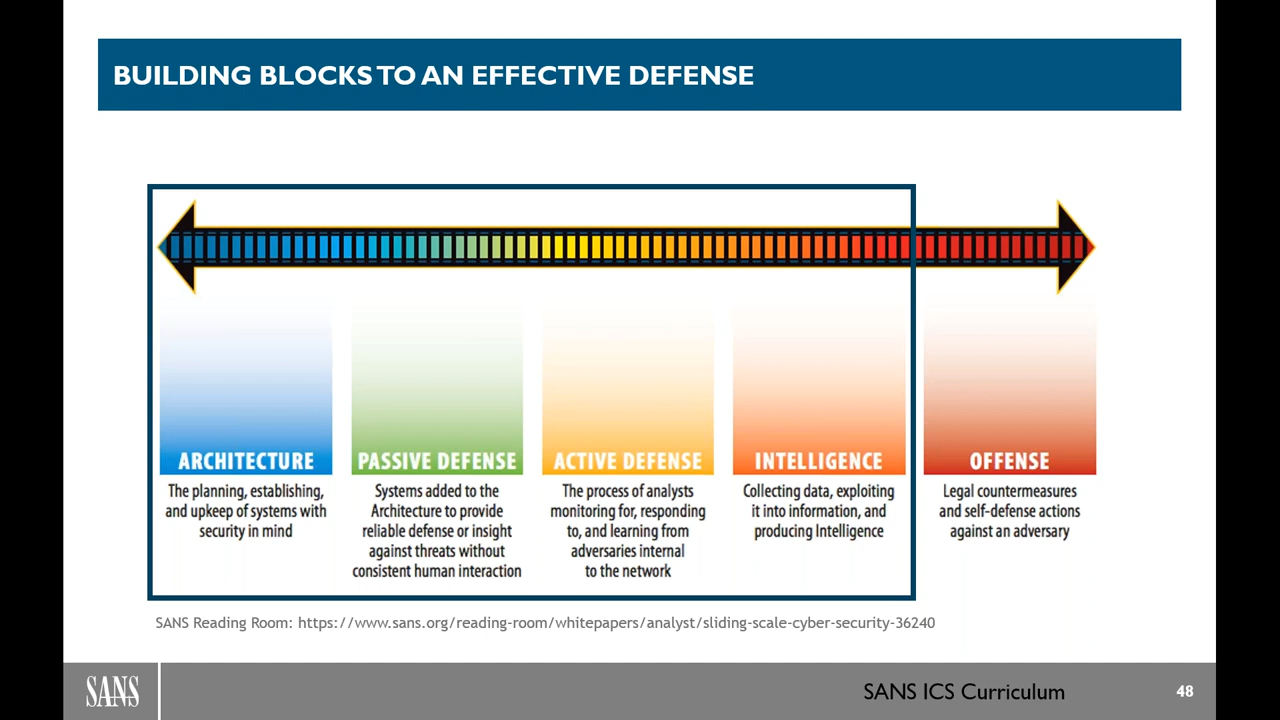 BUILDING BLOCKS TO AN EFFECTIVE DEFENSE
ARCHITECTURE
The planning, establishing,
and upkeep of systems with
security in mind
PASSIVE DEFENSE
Systems added to the
Architecture to provide
reliable defense or insight
against threats without
consistent human interaction
ACTIVE DEFENSE
The process of analysts
monitoring for, responding
to, and learning from
adversaries internal
to the network
INTELLIGENCE
Collecting data, exploiting
it into information, and
producing Intelligence
OFFENSE
Legal countermeasures
and self-defense actions
against an adversary
SANS Reading Room: https://www.sans.org/reading-room/whitepapers/analyst/sliding-scale-cyber-security-36240
SANS
SANS ICS Curriculum
48